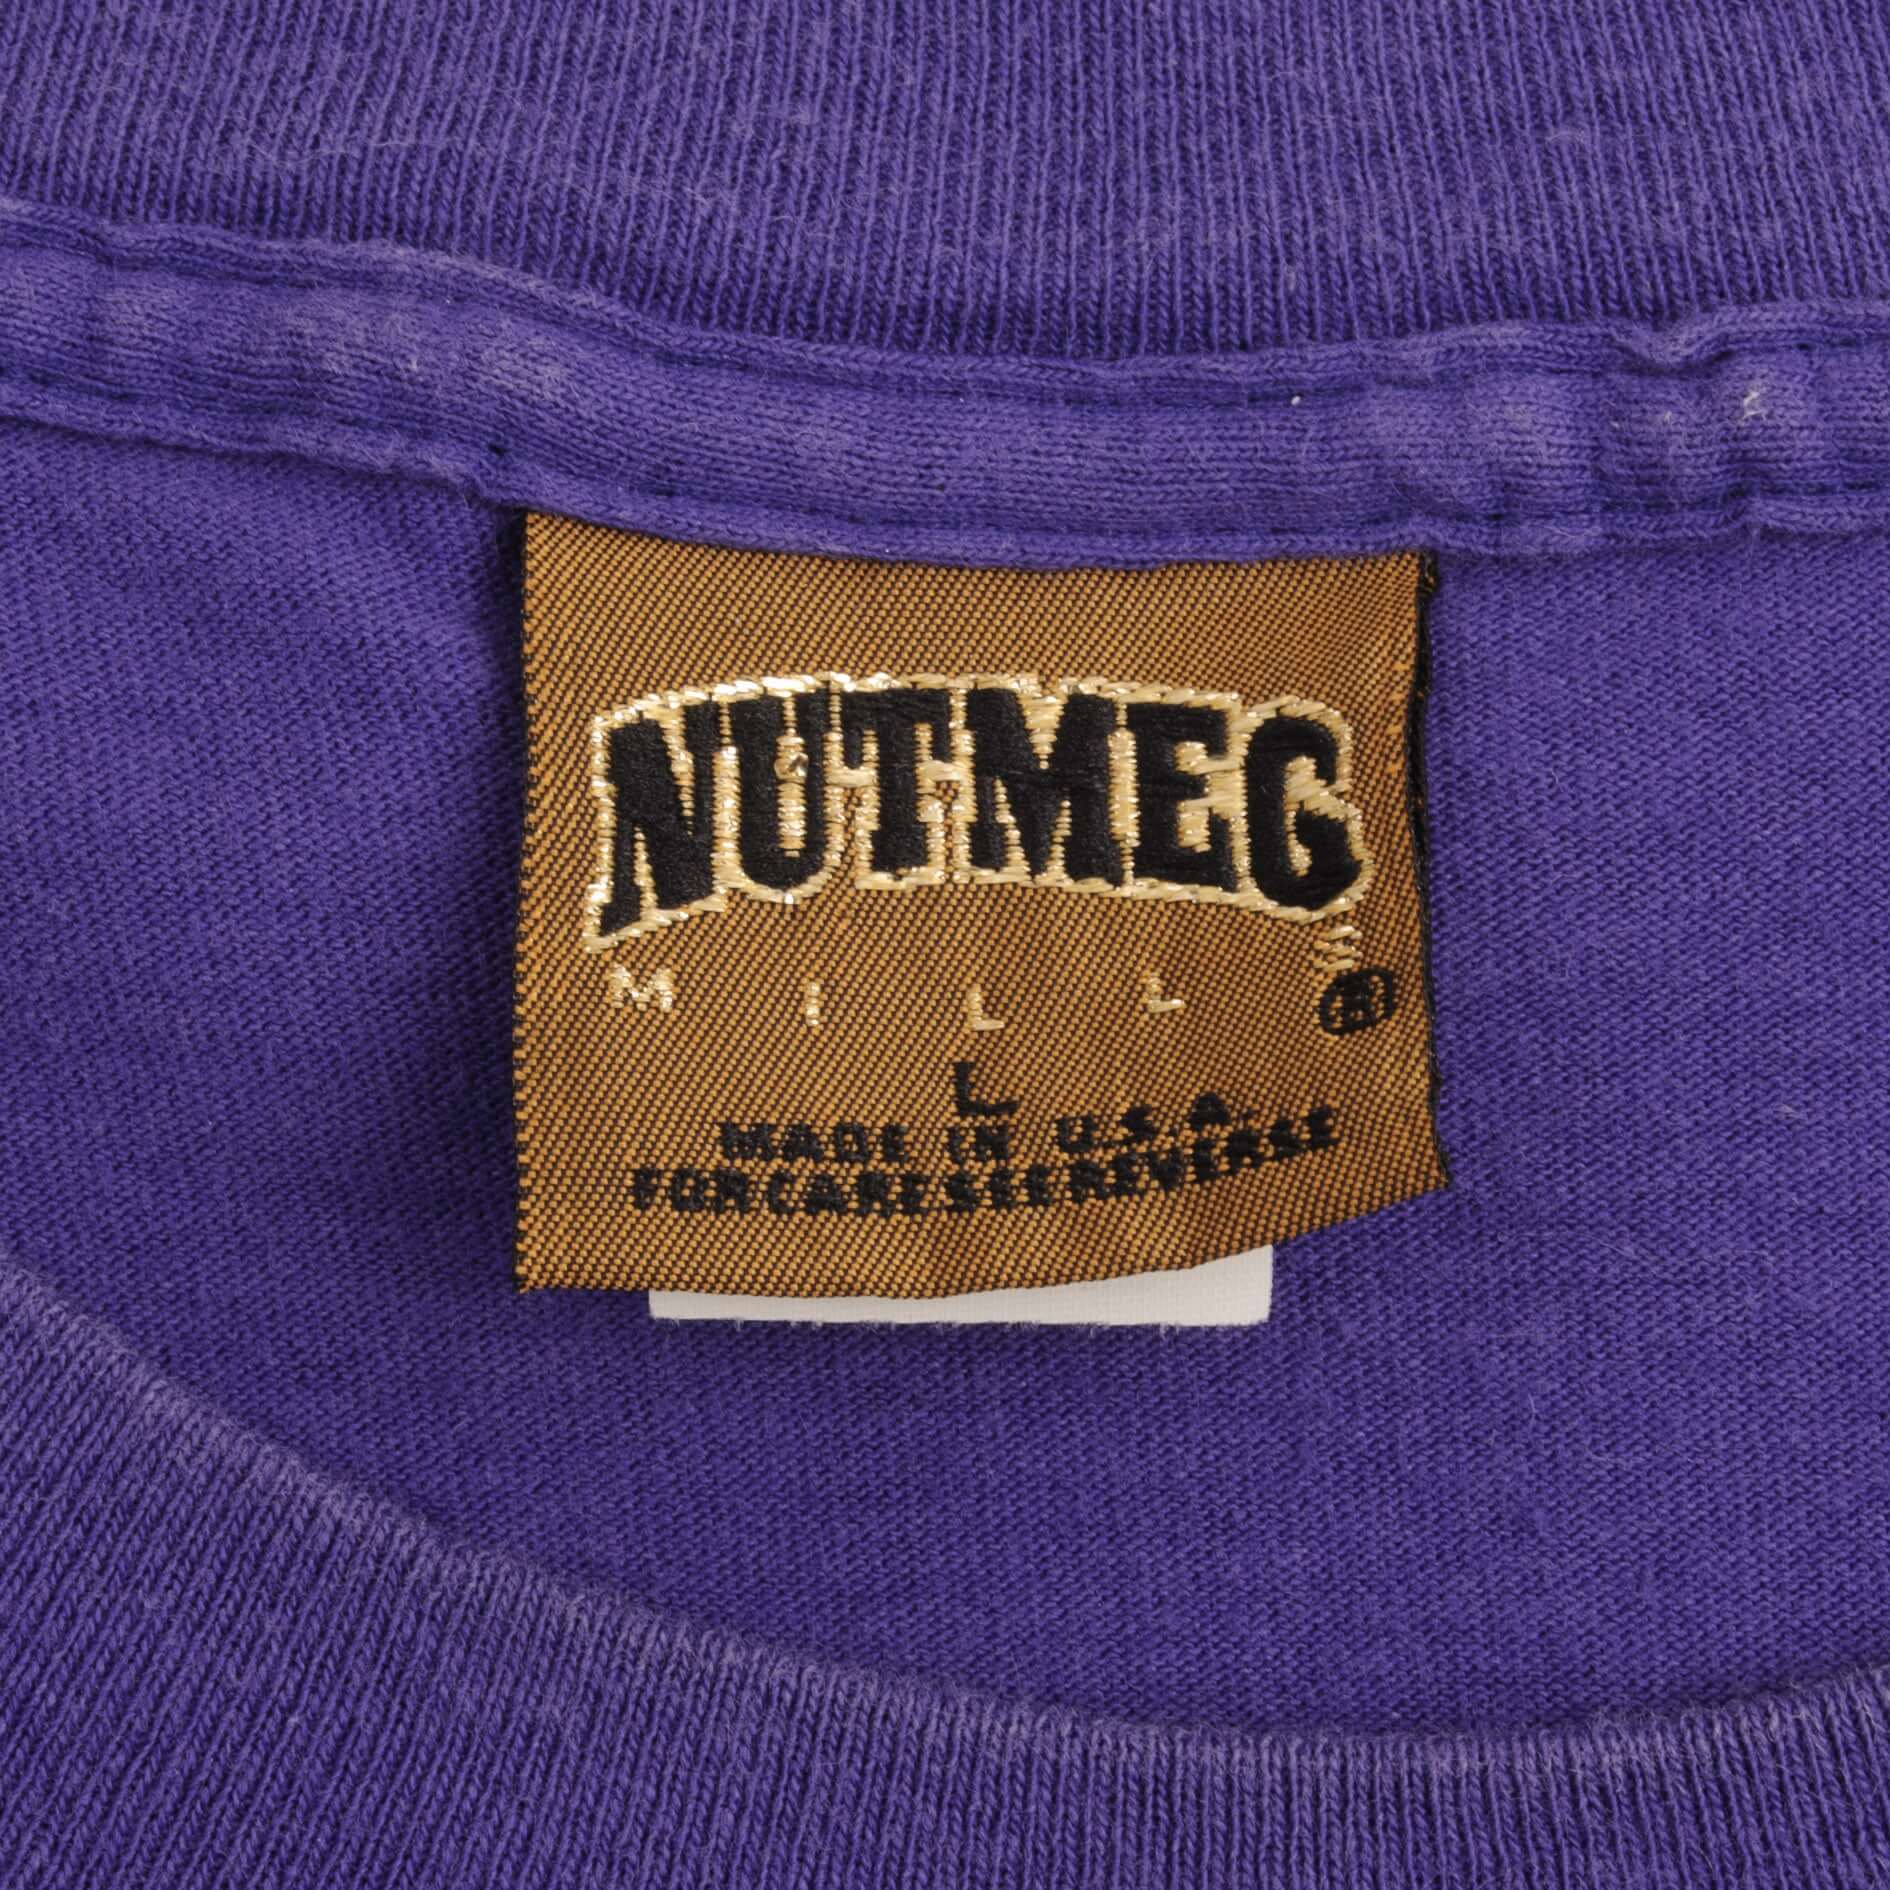 NUTMEG
MILLS ®
L
MADE IN U.S.A.
FOR CARE SEE REVERSE